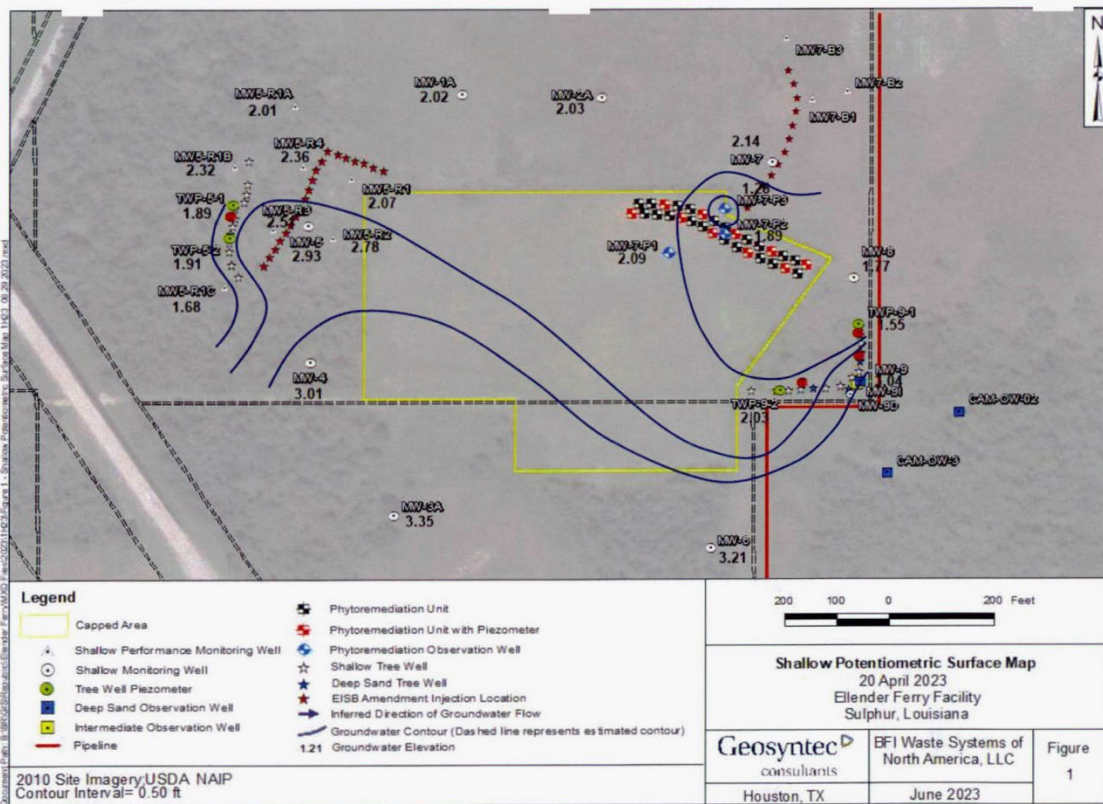 N
MW7-B3
MW7-B2
MW7-B1
MW-1A
2.02
MW-2A
2.03
MW5-R1A
2.01
MW5-R4
2.36
MW5-R1B
2.32
MW5-R1
2.07
2.14
MW-7
MW-7-P3
MW-7-P2
1.89
MW-7-P1
2.09
TWP-5-1
1.89
MW5-R3
MW-5
2.93
MW5-R2
2.78
TWP-5-2
1.91
MW5-R1C
1.68
MW-8
TWP-9-1
1.55
MW-4
3.01
MW-9
MW-9I
MW-9D
TWP-9-2
2.03
CAM-OW-02
CAM-OW-3
MW-3A
3.35
MW-6
3.21
Legend
Capped Area
Shallow Performance Monitoring Well
Shallow Monitoring Well
Tree Well Piezometer
Deep Sand Observation Well
Intermediate Observation Well
Pipeline
Phytoremediation Unit
Phytoremediation Unit with Piezometer
Phytoremediation Observation Well
Shallow Tree Well
Deep Sand Tree Well
EISB Amendment Injection Location
Inferred Direction of Groundwater Flow
Groundwater Contour (Dashed line represents estimated contour)
1.21 Groundwater Elevation
2010 Site Imagery:USDA NAIP
Contour Interval= 0.50 ft
200 100 0 200 Feet
Shallow Potentiometric Surface Map
20 April 2023
Ellender Ferry Facility
Sulphur, Louisiana
Geosyntec
consultants
Houston, TX
BFI Waste Systems of
North America, LLC
June 2023
Figure
1